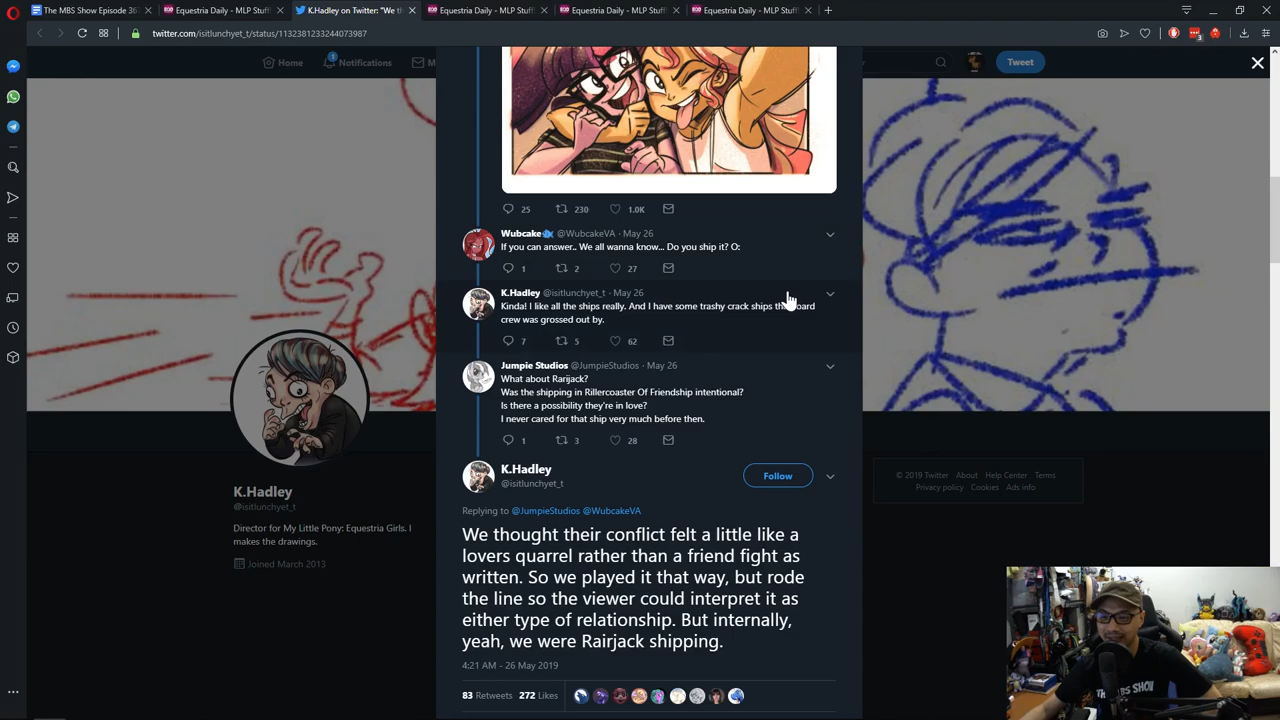 The MBS Show Episode 36
Equestria Daily - MLP Stuff
K.Hadley on Twitter: "We th
Equestria Daily - MLP Stuff
Equestria Daily - MLP Stuff
Equestria Daily - MLP Stuff
twitter.com/isitlunchyet_t/status/1132381233244073987
3
Home
Notifications
M
Tweet
25 230 1.0K
Wubcake @WubcakeVA · May 26
If you can answer.. We all wanna know... Do you ship it? O:
1 2 27
K.Hadley @isitlunchyet_t · May 26
Kinda! I like all the ships really. And I have some trashy crack ships the board
crew was grossed out by.
7 5 62
Jumpie Studios @JumpieStudios · May 26
What about Rarijack?
Was the shipping in Rillercoaster Of Friendship intentional?
Is there a possibility they're in love?
I never cared for that ship very much before then.
1 3 28
K.Hadley
@isitlunchyet_t
Follow
Replying to @JumpieStudios @WubcakeVA
We thought their conflict felt a little like a
lovers quarrel rather than a friend fight as
written. So we played it that way, but rode
the line so the viewer could interpret it as
either type of relationship. But internally,
yeah, we were Rairjack shipping.
4:21 AM - 26 May 2019
83 Retweets 272 Likes
K.Hadley
@isitlunchyet_t
Director for My Little Pony: Equestria Girls. I
makes the drawings.
Joined March 2013
© 2019 Twitter About Help Center Terms
Privacy policy Cookies Ads info
THE MBS SHOW